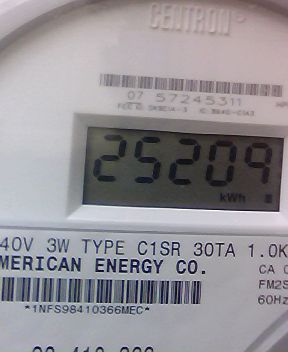 CENTRON®
07 57245311
25209
kWh
40V 3W TYPE C1SR 30TA 1.0K
MERICAN ENERGY CO.
CA
FM2S
60Hz
*1NFS98410366MEC*